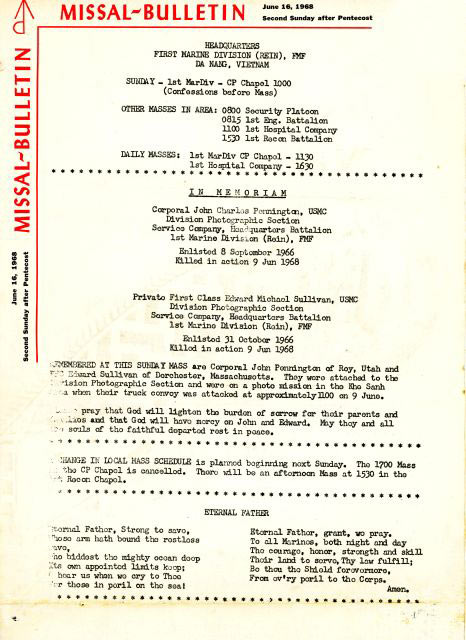 MISSAL~BULLETIN
June 16, 1968
Second Sunday after Pentecost
MISSAL~BULLETIN
June 16, 1968
Second Sunday after Pentecost
HEADQUARTERS
FIRST MARINE DIVISION (REIN), FMF
DA NANG, VIETNAM
SUNDAY - 1st MarDiv - CP Chapel 1000
(Confessions before Mass)
OTHER MASSES IN AREA: 0800 Security Platoon
0815 1st Eng. Battalion
1100 1st Hospital Company
1530 1st Recon Battalion
DAILY MASSES: 1st MarDiv CP Chapel - 1130
1st Hospital Company - 1630
* * * * * * * * * * * * * * * * * * * * * * * * * * * * * * * * * * *
I N M E M O R I A M
Corporal John Charles Pennington, USMC
Division Photographic Section
Service Company, Headquarters Battalion
1st Marine Division (Rein), FMF
Enlisted 8 September 1966
Killed in action 9 Jun 1968
Private First Class Edward Michael Sullivan, USMC
Division Photographic Section
Service Company, Headquarters Battalion
1st Marine Division (Rein), FMF
Enlisted 31 October 1966
Killed in action 9 Jun 1968
EMEMBERED AT THIS SUNDAY MASS are Corporal John Pennington of Roy, Utah and
Edward Sullivan of Dorchester, Massachusetts. They were attached to the
ision Photographic Section and were on a photo mission in the Khe Sanh
when their truck convoy was attacked at approximately 1100 on 9 June.
pray that God will lighten the burden of sorrow for their parents and
and that God will have mercy on John and Edward. May they and all
souls of the faithful departed rest in peace.
* * * * * * * * * * * * * * * * * * * * * * * * * * * * * * * * * * *
CHANGE IN LOCAL MASS SCHEDULE is planned beginning next Sunday. The 1700 Mass
the CP Chapel is cancelled. There will be an afternoon Mass at 1530 in the
Recon Chapel.
* * * * * * * * * * * * * * * * * * * * * * * * * * * * * * * * * * *
ETERNAL FATHER
ternal Father, Strong to save,
hose arm hath bound the restless
ave,
ho biddest the mighty ocean deep
ts own appointed limits keep;
hear us when we cry to Thee
r those in peril on the sea!
Eternal Father, grant, we pray.
To all Marines, both night and day
The courage, honor, strength and skill
Their land to serve, Thy law fulfill;
Be thou the Shield forevermore,
From ev'ry peril to the Corps.
Amen.
* * * * * * * * * * * * * * * * * * * * * * * * * * * * * * * * * * *